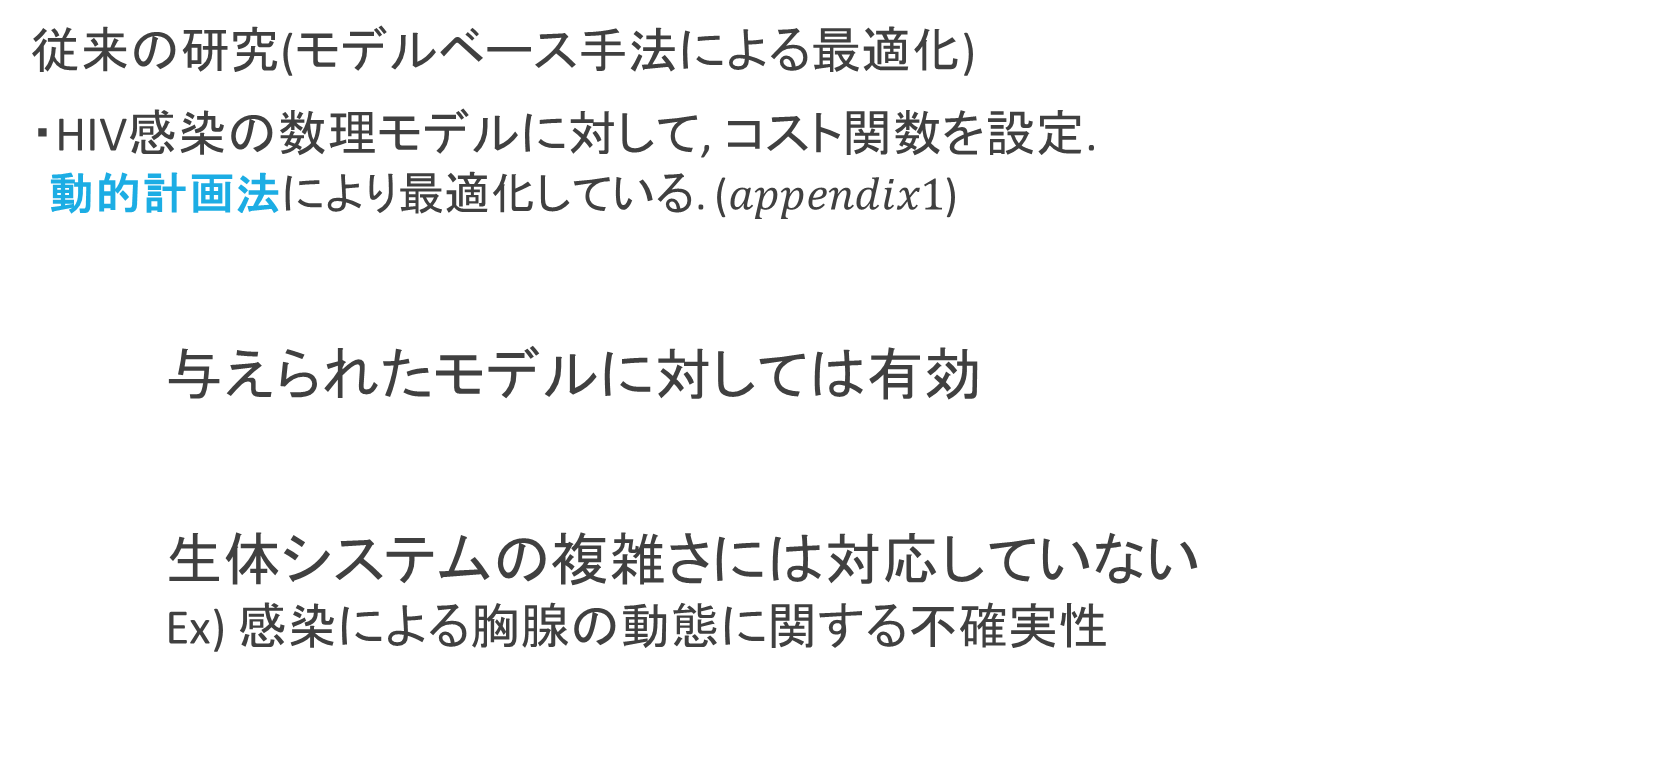 従来の研究(モデルベース手法による最適化)
・HIV感染の数理モデルに対して, コスト関数を設定.
動的計画法により最適化している. (appendix1)
与えられたモデルに対しては有効
生体システムの複雑さには対応していない
Ex) 感染による胸腺の動態に関する不確実性